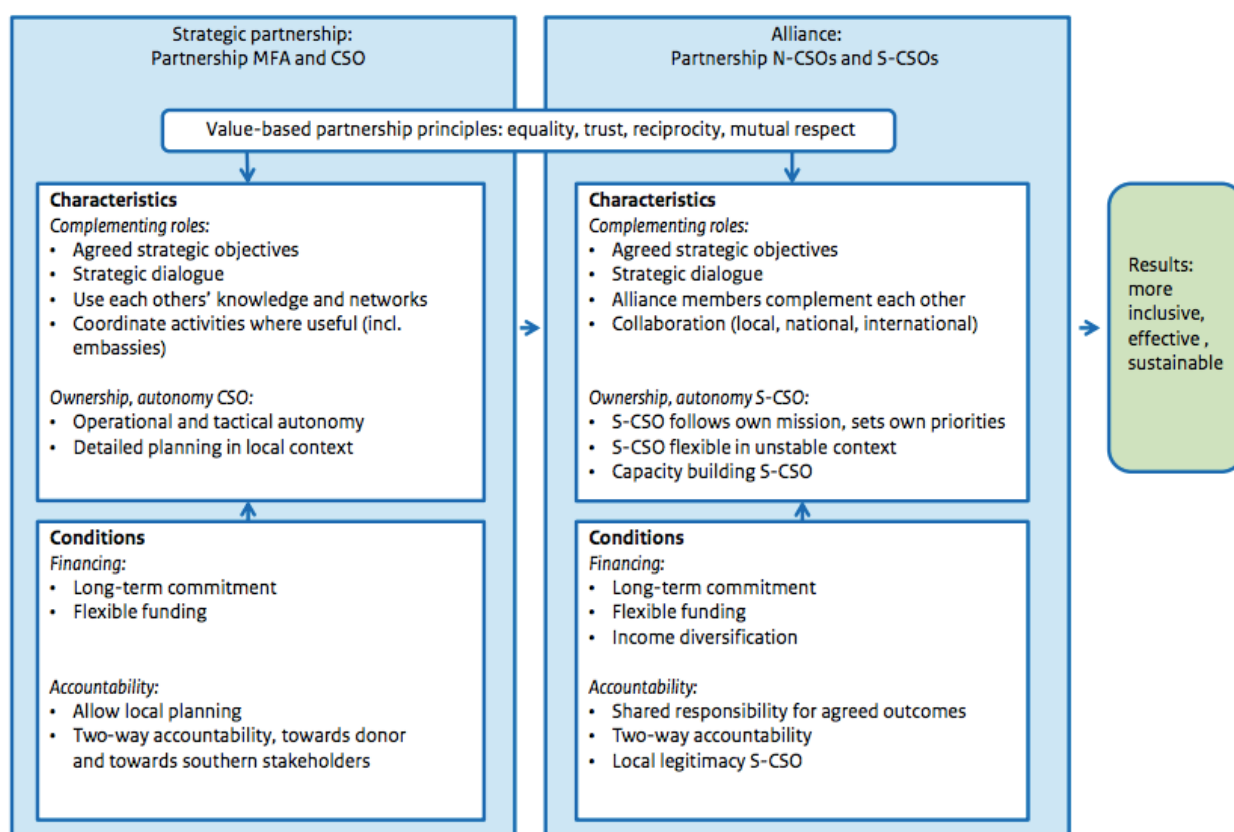 Strategic partnership:
Partnership MFA and CSO
Alliance:
Partnership N-CSOs and S-CSOs
Value-based partnership principles: equality, trust, reciprocity, mutual respect
Characteristics
Complementing roles:
• Agreed strategic objectives
• Strategic dialogue
• Use each others’ knowledge and networks
• Coordinate activities where useful (incl.
embassies)
Ownership, autonomy CSO:
• Operational and tactical autonomy
• Detailed planning in local context
Conditions
Financing:
• Long-term commitment
• Flexible funding
Accountability:
• Allow local planning
• Two-way accountability, towards donor
and towards southern stakeholders
Characteristics
Complementing roles:
• Agreed strategic objectives
• Strategic dialogue
• Alliance members complement each other
• Collaboration (local, national, international)
Ownership, autonomy S-CSO:
• S-CSO follows own mission, sets own priorities
• S-CSO flexible in unstable context
• Capacity building S-CSO
Conditions
Financing:
• Long-term commitment
• Flexible funding
• Income diversification
Accountability:
• Shared responsibility for agreed outcomes
• Two-way accountability
• Local legitimacy S-CSO
Results:
more
inclusive,
effective ,
sustainable